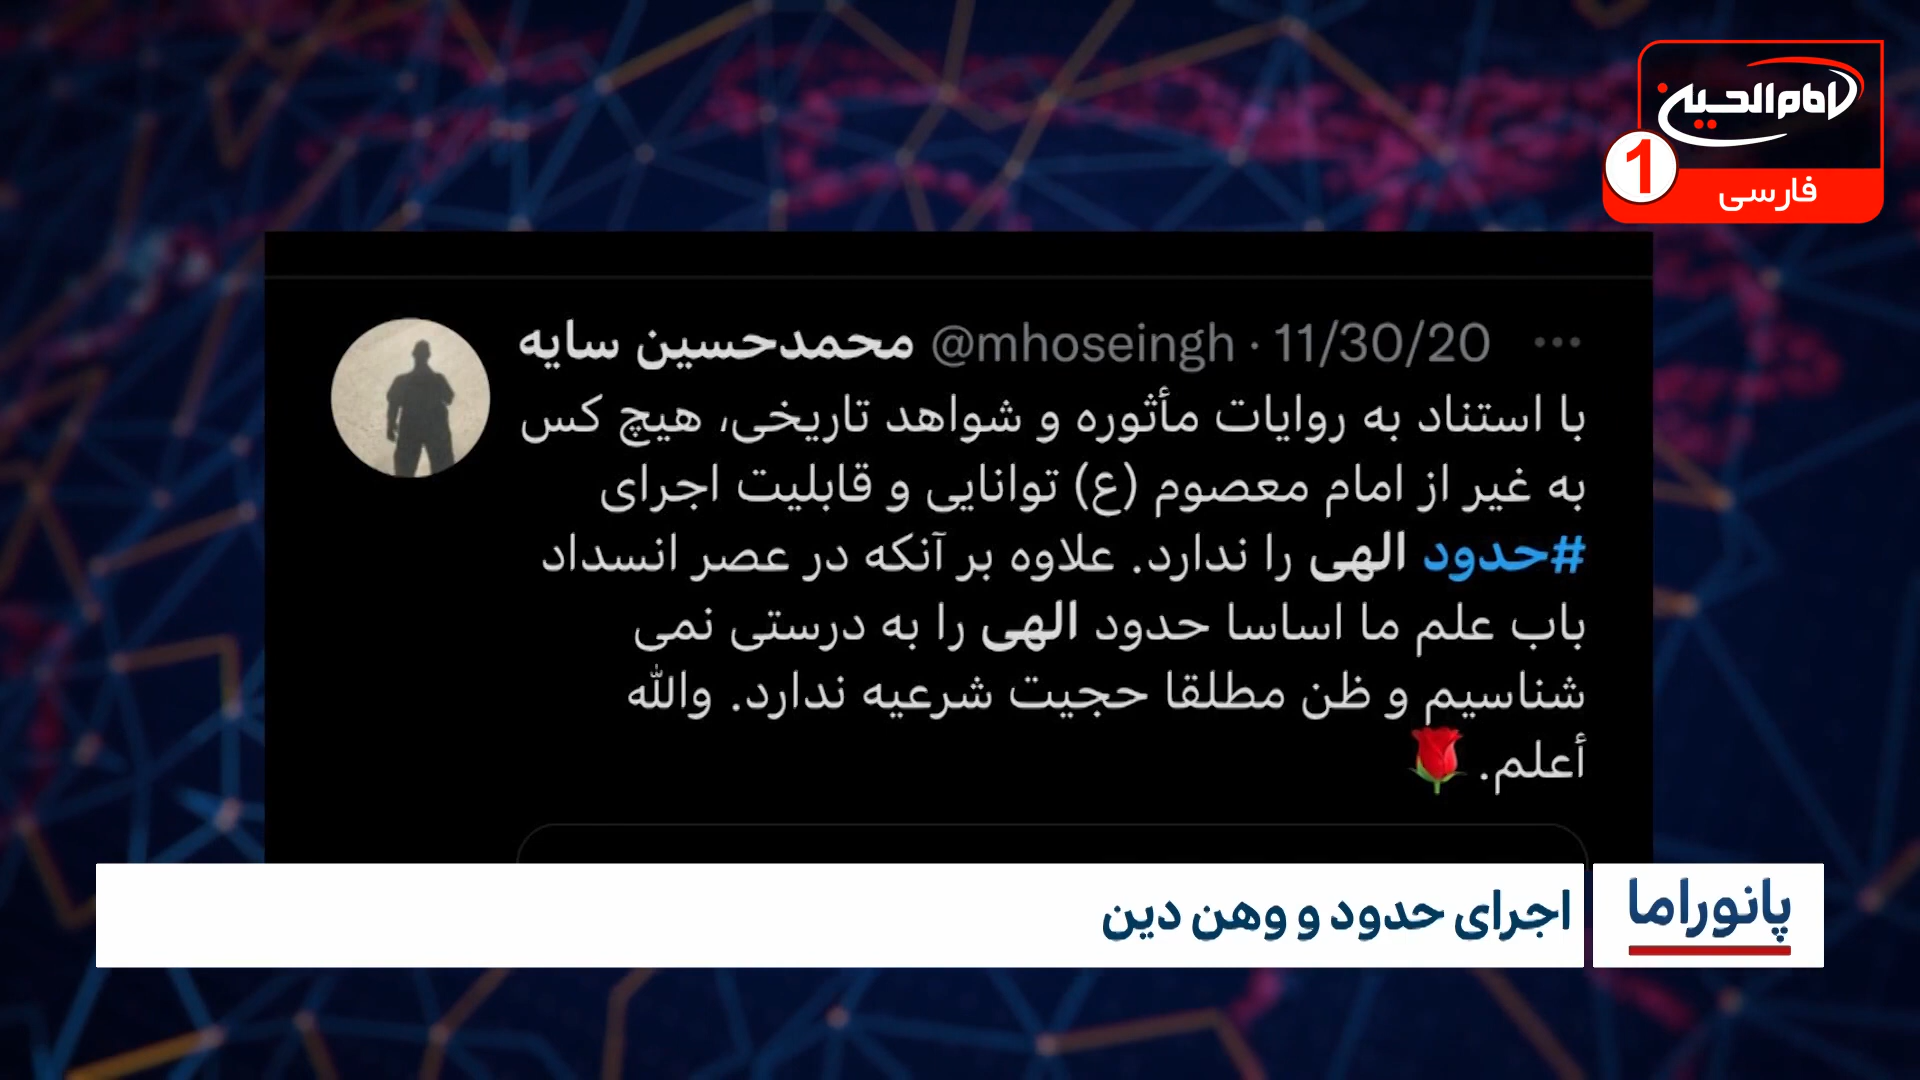 امام الحسین
1
فارسی
محمدحسین سایه @mhoseingh · 11/30/20 ...
با استناد به روایات مأثوره و شواهد تاریخی، هیچ کس
به غیر از امام معصوم (ع) توانایی و قابلیت اجرای
#حدود الهی را ندارد. علاوه بر آنکه در عصر انسداد
باب علم ما اساسا حدود الهی را به درستی نمی
شناسیم و ظن مطلقا حجیت شرعیه ندارد. والله
أعلم. 🌹
پانوراما
اجرای حدود و وهن دین